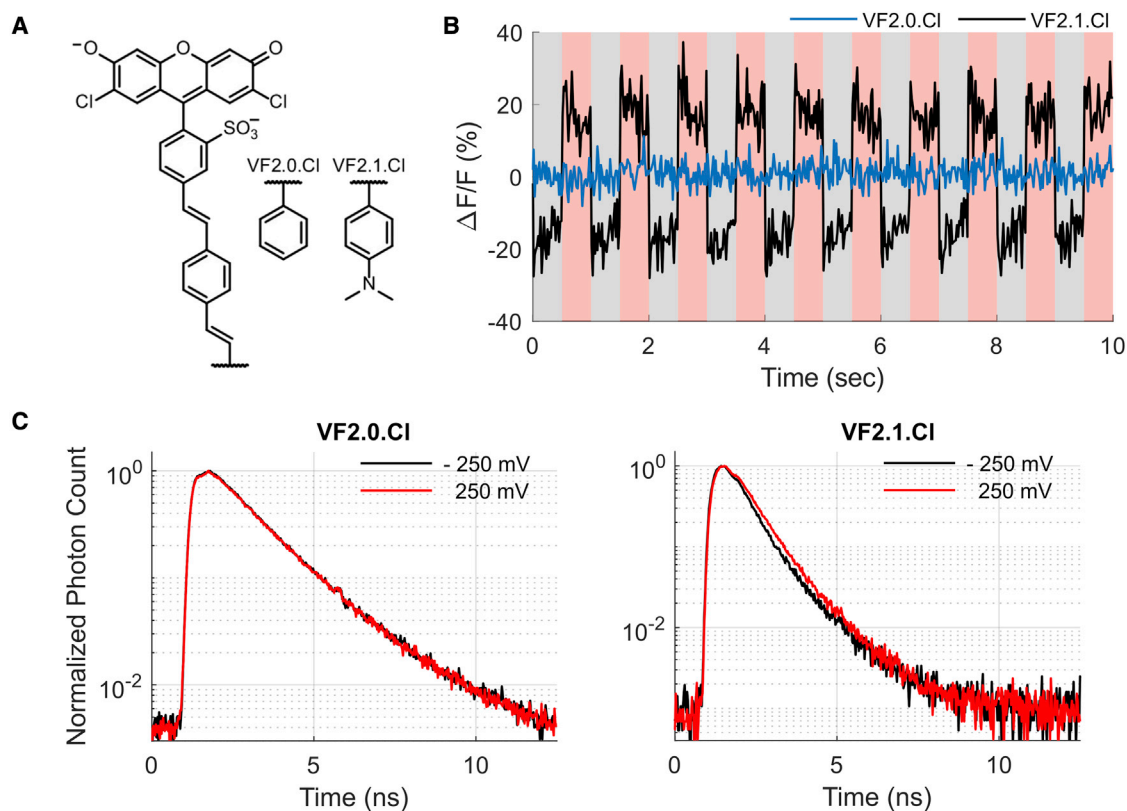 A
⁻O
O
O
Cl
Cl
SO₃⁻
VF2.0.Cl
VF2.1.Cl
N
B
VF2.0.Cl
VF2.1.Cl
ΔF/F (%)
40
20
0
-20
-40
0
2
4
6
8
10
Time (sec)
C
VF2.0.Cl
- 250 mV
250 mV
Normalized Photon Count
10⁰
10⁻²
0
5
10
Time (ns)
VF2.1.Cl
- 250 mV
250 mV
10⁰
10⁻²
0
5
10
Time (ns)